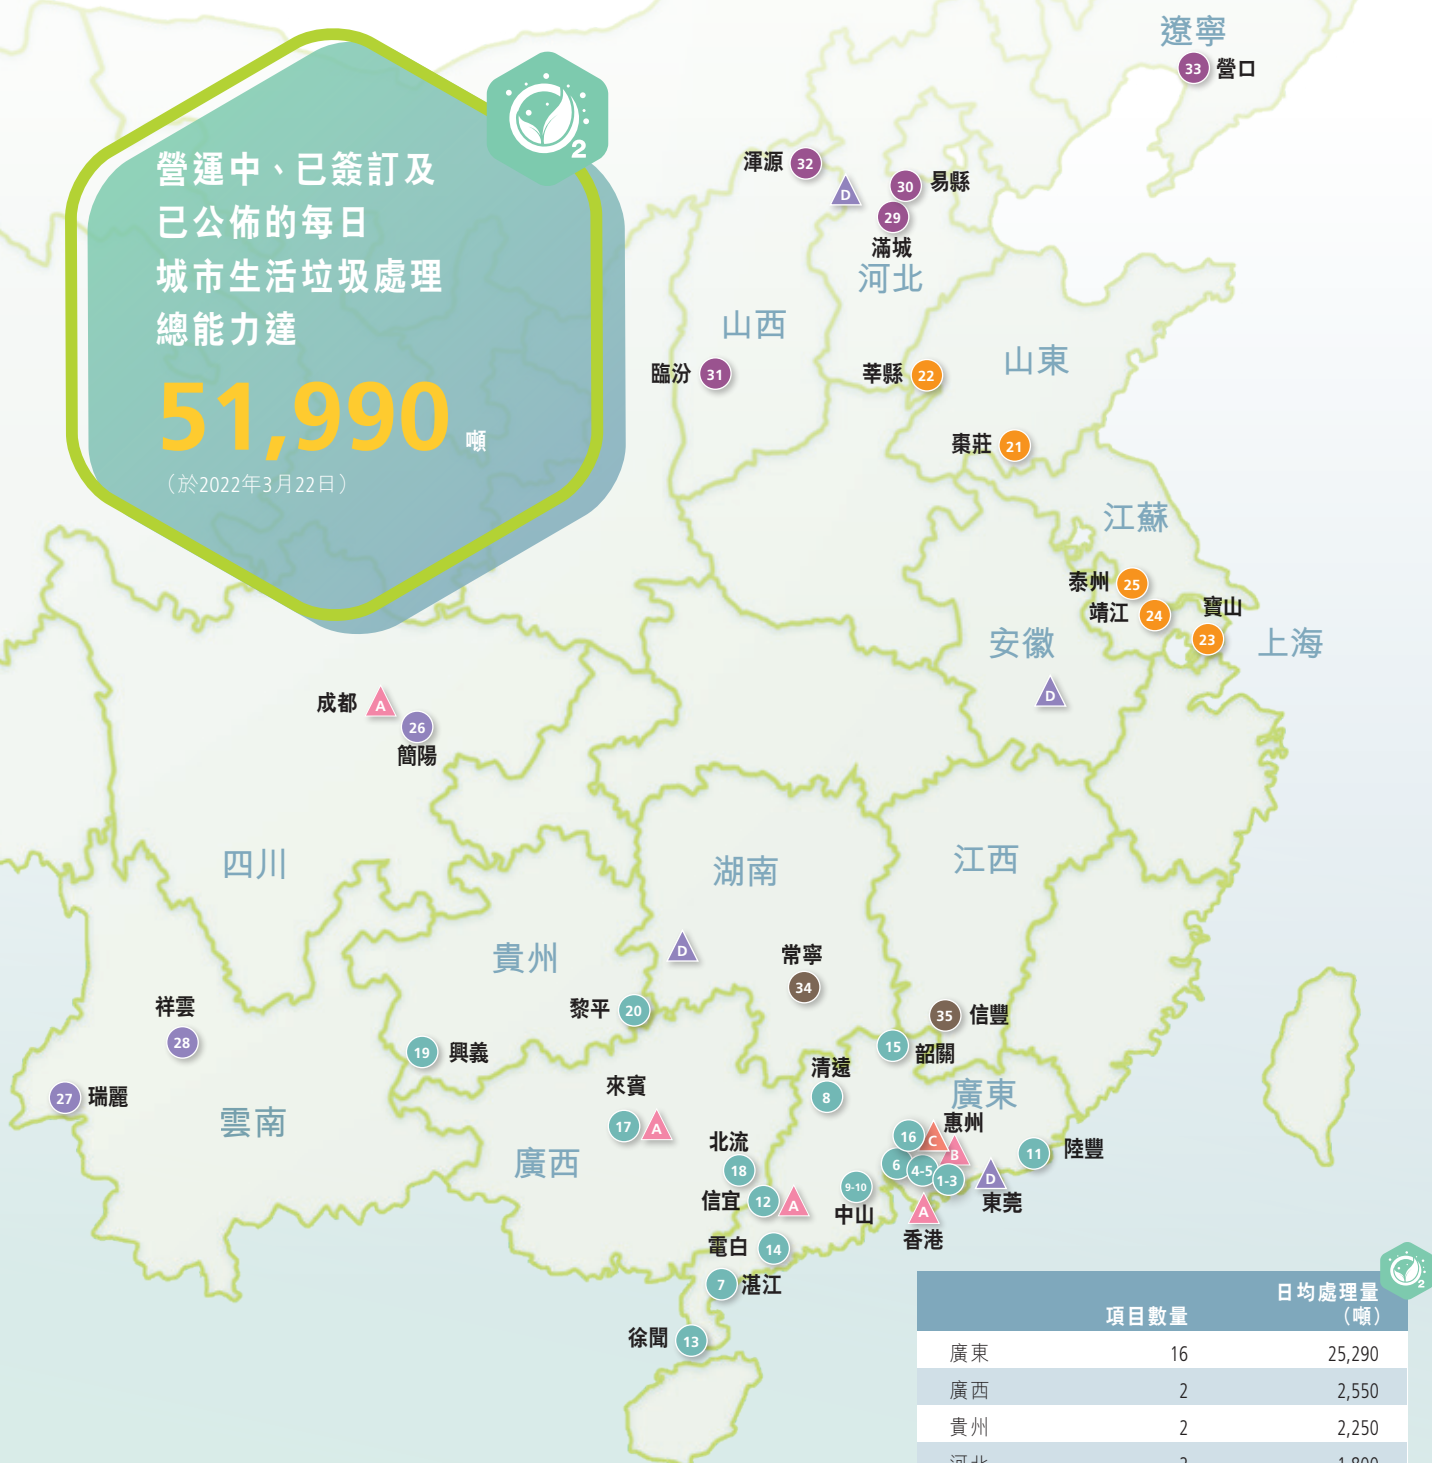 營運中、已簽訂及
已公佈的每日
城市生活垃圾處理
總能力達
51,990 噸
（於2022年3月22日）
2
遼寧
33 營口
渾源 32
D
30 易縣
29
滿城
河北
山西
山東
臨汾 31
莘縣 22
棗莊 21
江蘇
泰州 25
靖江 24
寶山
23
安徽
上海
D
成都 A
26
簡陽
四川
湖南
江西
貴州
D
常寧
34
祥雲
28
黎平 20
35 信豐
19 興義
15 韶關
清遠
8
27 瑞麗
雲南
來賓
17 A
廣東
惠州
16 C
B
6 4-5 1-3
11 陸豐
D
東莞
廣西
北流
18
信宜 12 A
9-10
中山
A
香港
電白 14
7 湛江
徐聞 13
2
項目數量 日均處理量
（噸）
廣東 16 25,290
廣西 2 2,550
貴州 2 2,250
河北 2 1,800